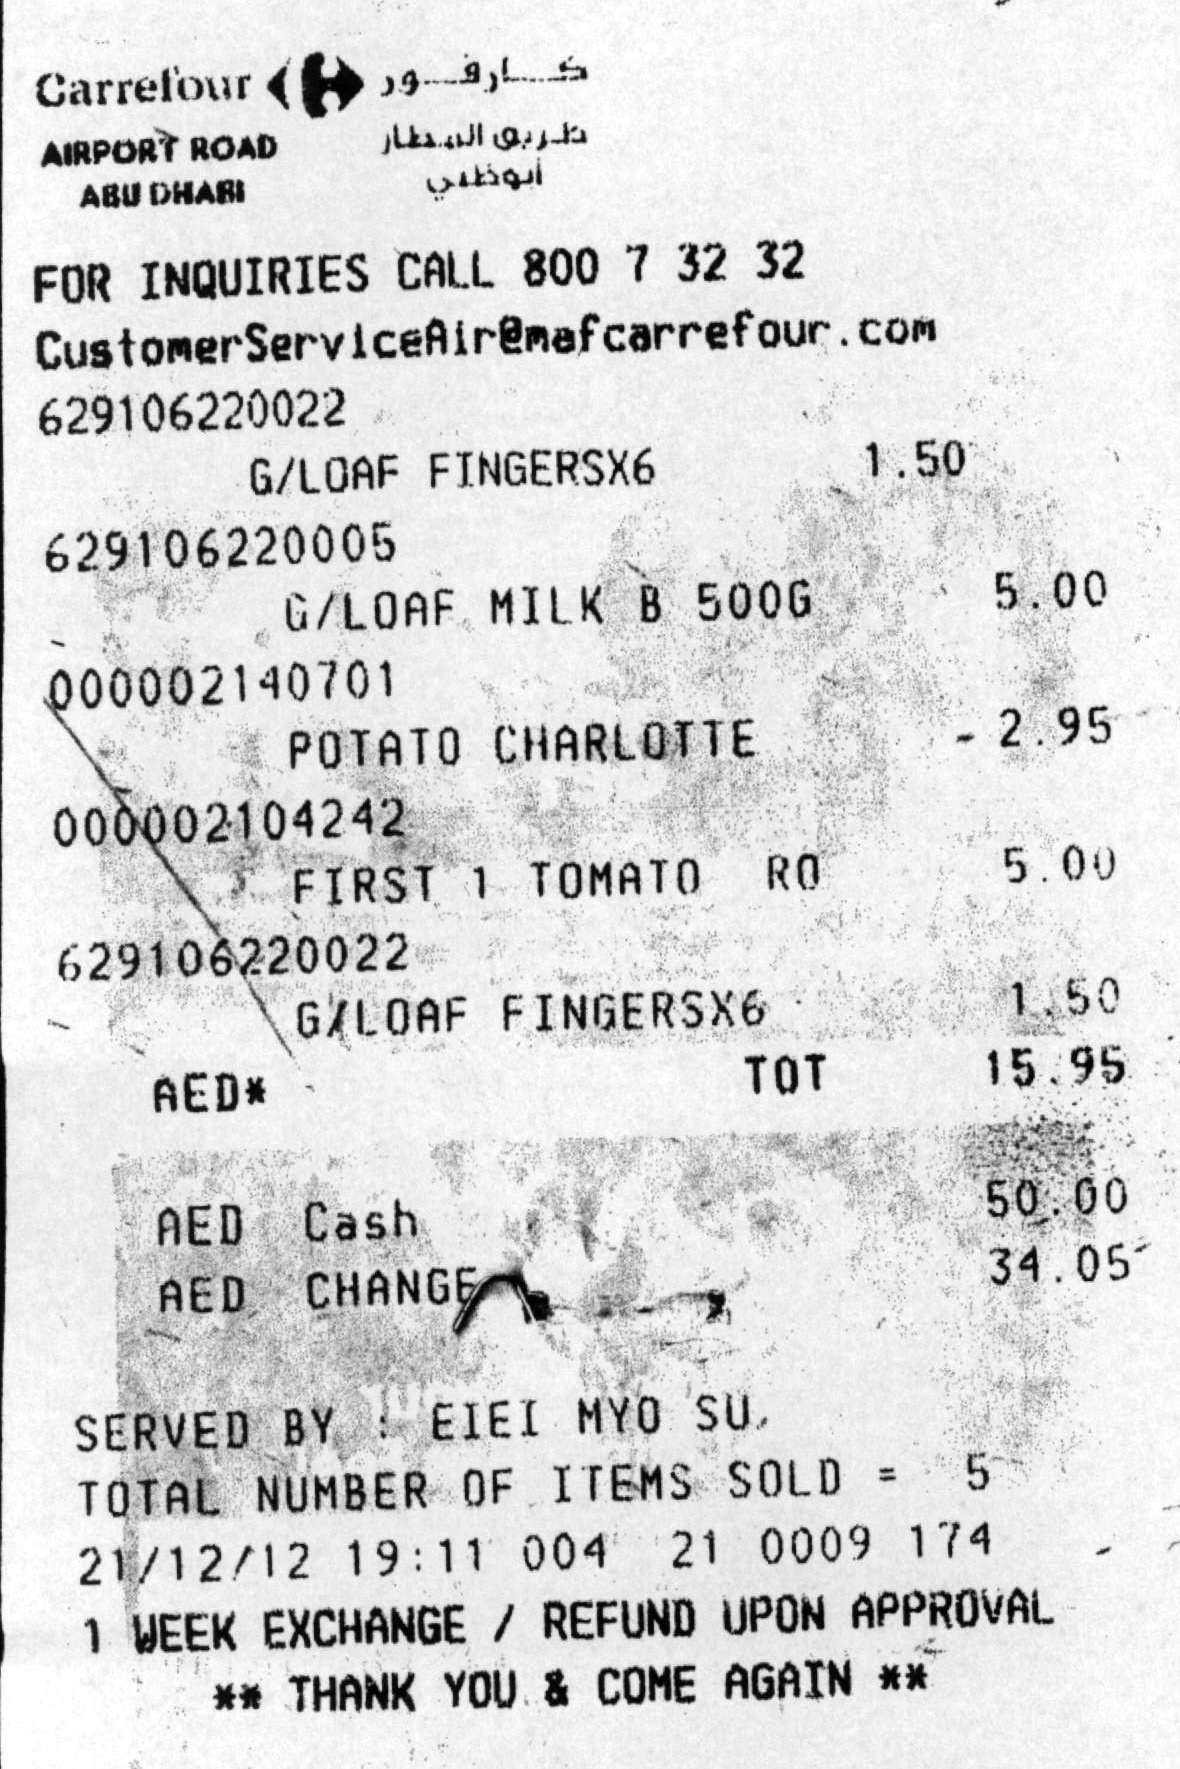 Carrefour كارفور
AIRPORT ROAD طريق المطار
ABU DHABI أبوظبي
FOR INQUIRIES CALL 800 7 32 32
CustomerServiceAir@mafcarrefour.com
629106220022
G/LOAF FINGERSX6 1.50
629106220005
G/LOAF MILK B 500G 5.00
000002140701
POTATO CHARLOTTE - 2.95
000002104242
FIRST 1 TOMATO RO 5.00
629106220022
G/LOAF FINGERSX6 1.50
AED* TOT 15.95
AED Cash 50.00
AED CHANGE 34.05
SERVED BY : EIEI MYO SU
TOTAL NUMBER OF ITEMS SOLD = 5
21/12/12 19:11 004 21 0009 174
1 WEEK EXCHANGE / REFUND UPON APPROVAL
** THANK YOU & COME AGAIN **